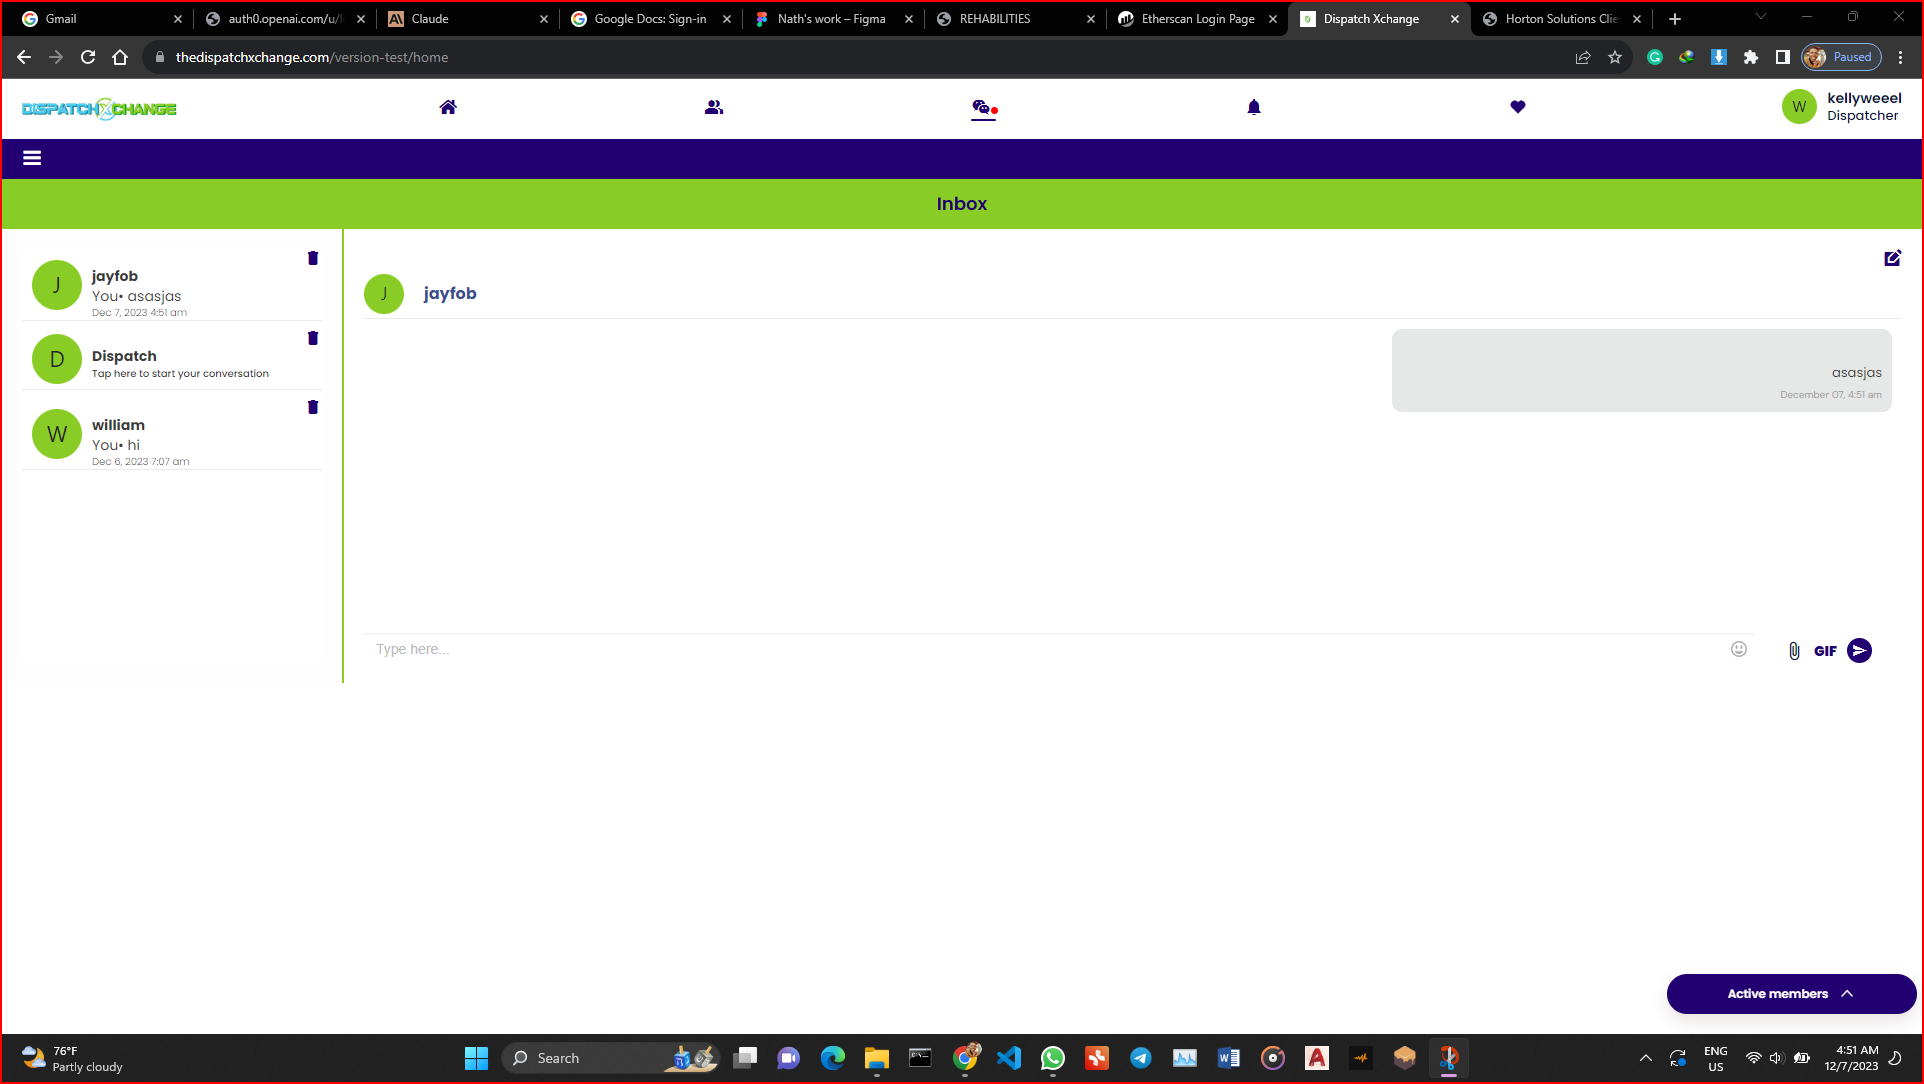 Gmail
auth0.openai.com/u/l
Claude
Google Docs: Sign-in
Nath's work – Figma
REHABILITIES
Etherscan Login Page
Dispatch Xchange
Horton Solutions Clie
thedispatchxchange.com/version-test/home
Paused
DISPATCHXCHANGE
W
kellyweeel
Dispatcher
Inbox
J
jayfob
You• asasjas
Dec 7, 2023 4:51 am
D
Dispatch
Tap here to start your conversation
W
william
You• hi
Dec 6, 2023 7:07 am
J
jayfob
asasjas
December 07, 4:51 am
Type here...
GIF
Active members
76°F
Partly cloudy
Search
ENG
US
4:51 AM
12/7/2023